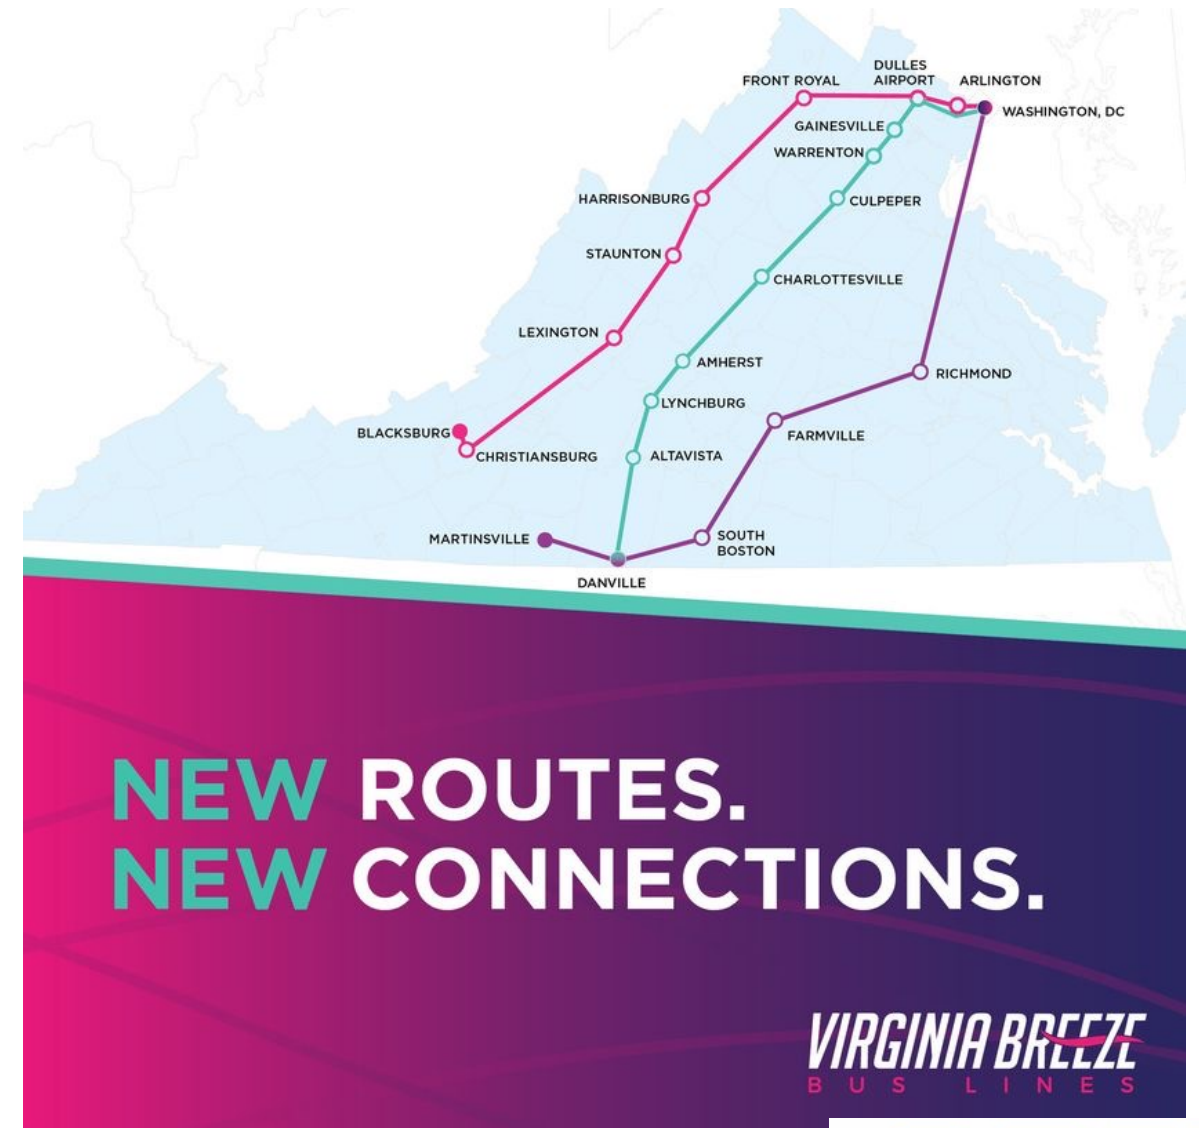 DULLES
AIRPORT
FRONT ROYAL
ARLINGTON
WASHINGTON, DC
GAINESVILLE
WARRENTON
HARRISONBURG
CULPEPER
STAUNTON
CHARLOTTESVILLE
LEXINGTON
AMHERST
RICHMOND
LYNCHBURG
BLACKSBURG
FARMVILLE
CHRISTIANSBURG
ALTAVISTA
MARTINSVILLE
SOUTH
BOSTON
DANVILLE
NEW ROUTES.
NEW CONNECTIONS.
VIRGINIA BREEZE
BUS LINES